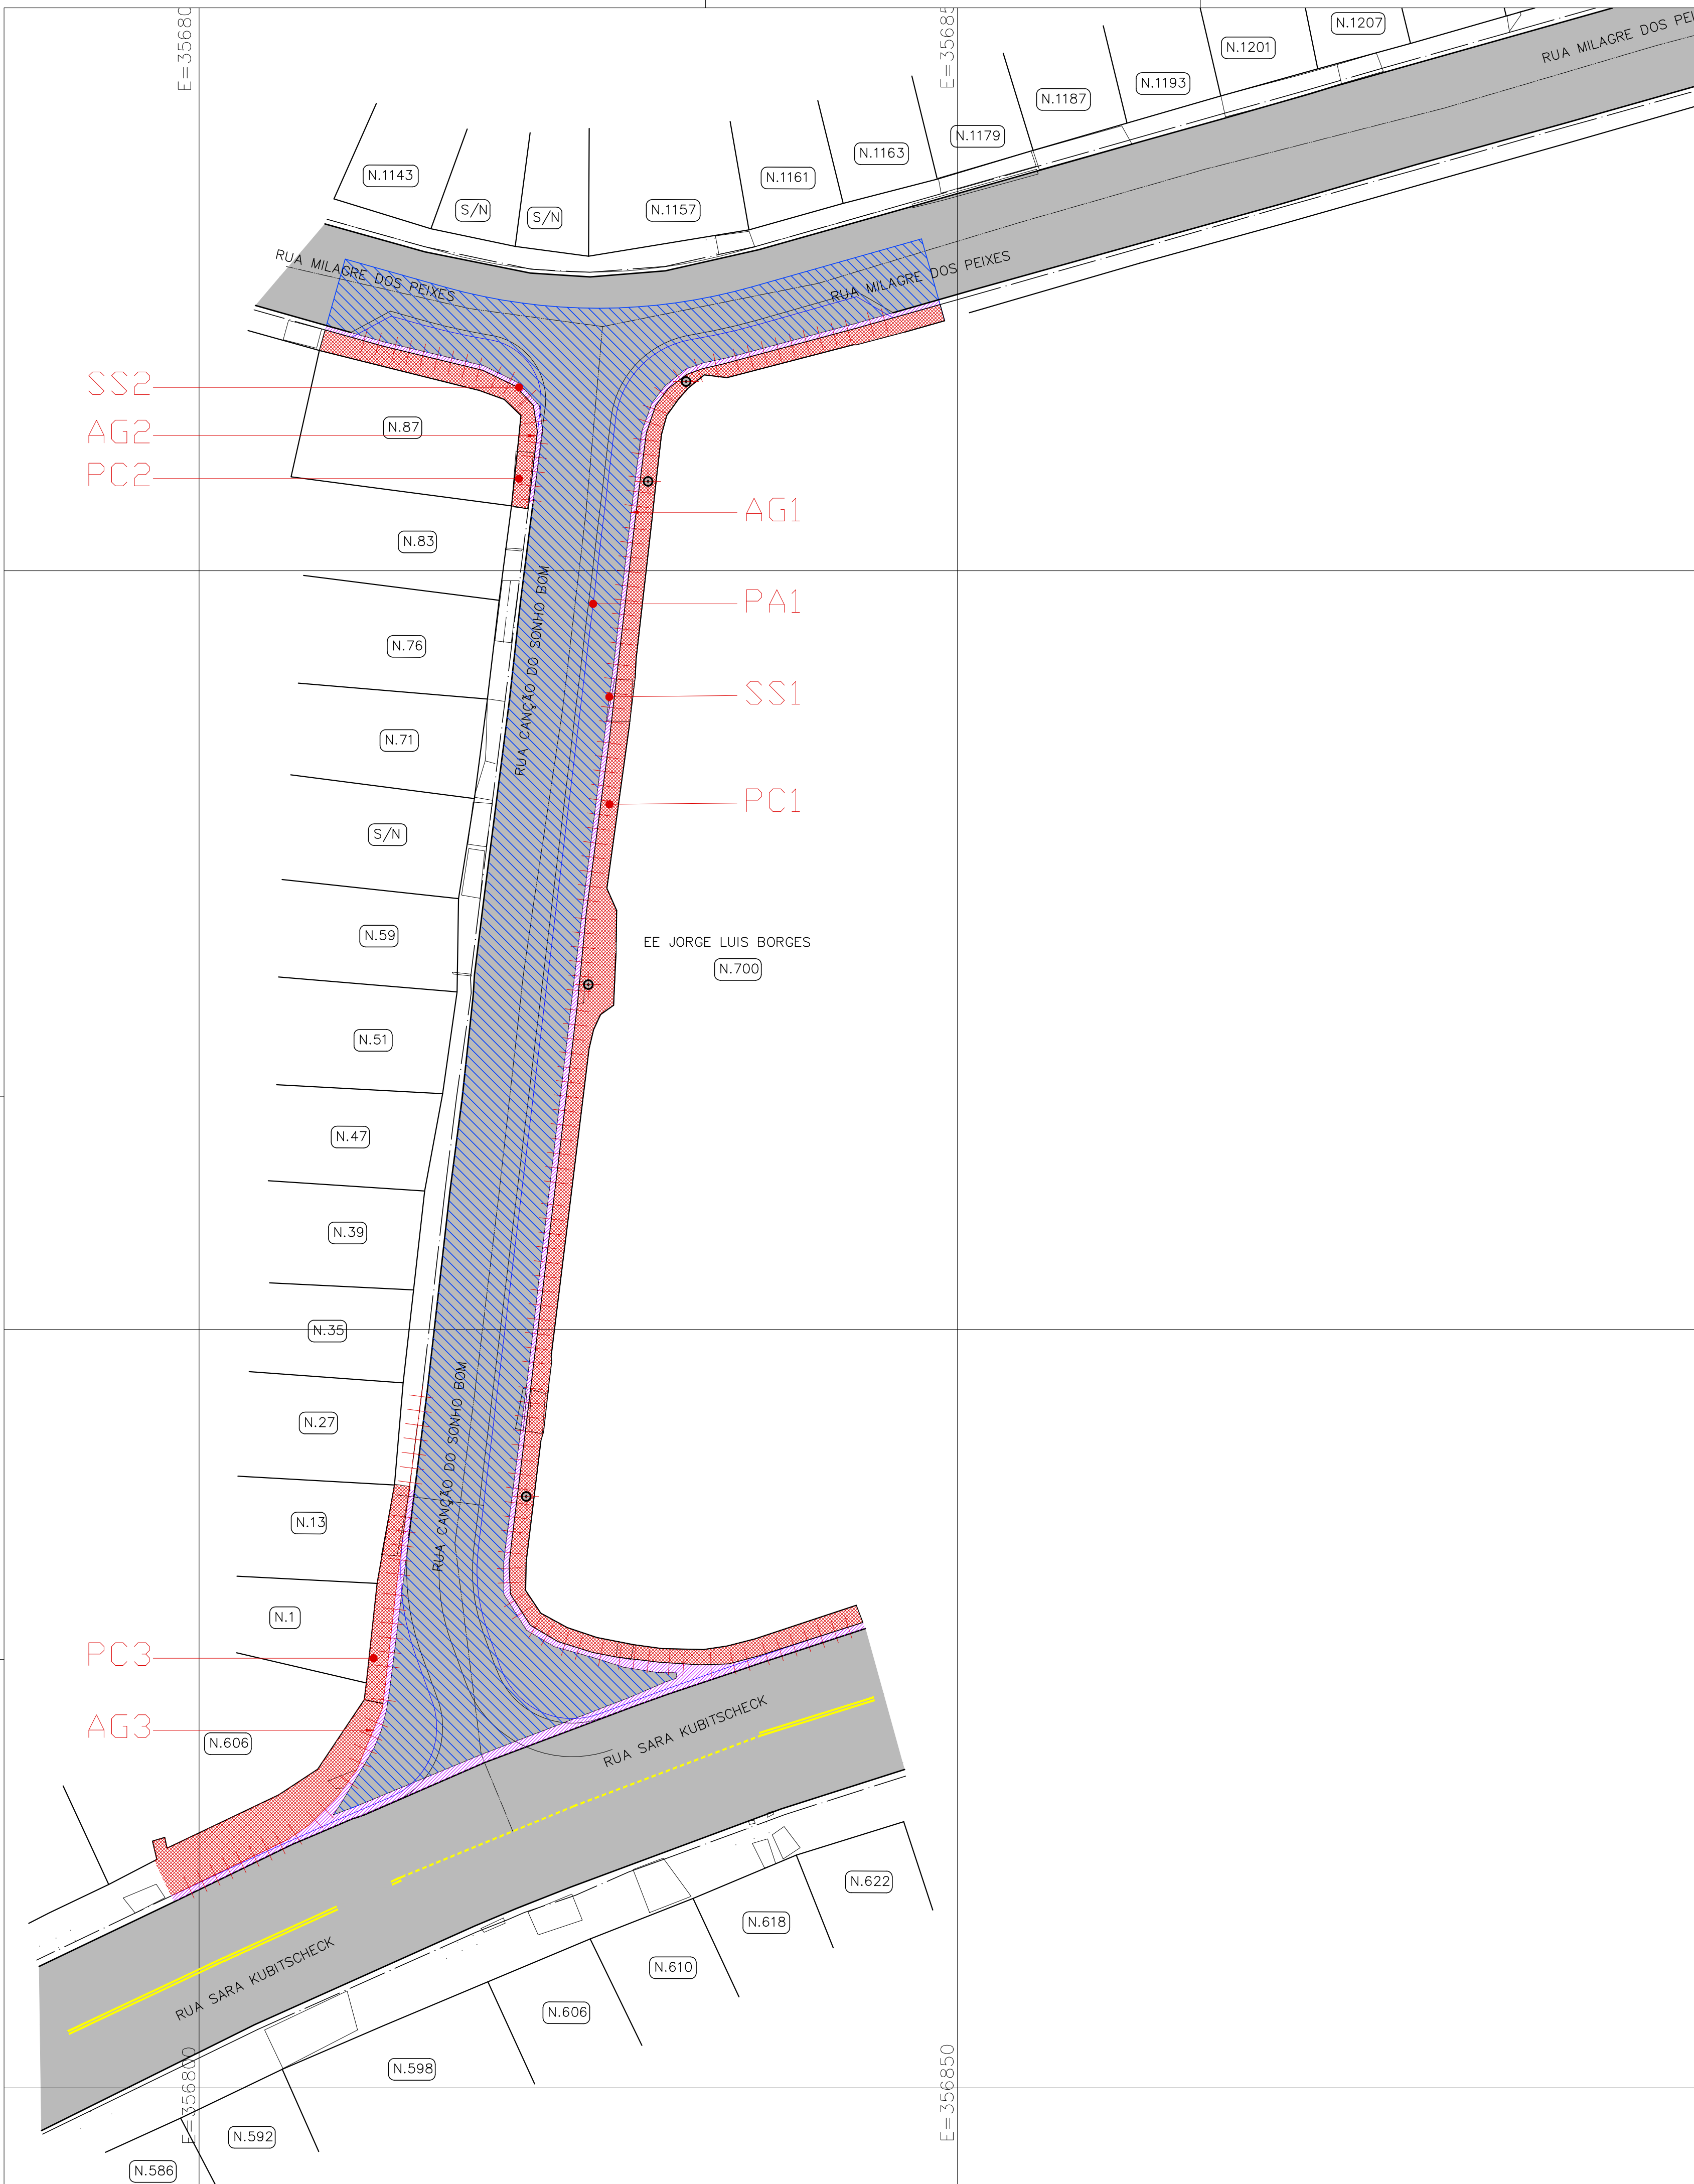 E=35680
E=35685
N.1207
N.1201
RUA MILAGRE DOS PEI
N.1193
N.1187
N.1179
N.1163
N.1161
N.1143
S/N
S/N
N.1157
RUA MILAGRE DOS PEIXES
RUA MILAGRE DOS PEIXES
SS2
AG2
N.87
PC2
AG1
N.83
PA1
RUA CANÇÃO DO SONHO BOM
N.76
SS1
N.71
PC1
S/N
N.59
EE JORGE LUIS BORGES
N.700
N.51
N.47
N.39
N.35
N.27
RUA CANÇÃO DO SONHO BOM
N.13
N.1
PC3
AG3
N.606
RUA SARA KUBITSCHECK
N.622
N.618
N.610
RUA SARA KUBITSCHECK
N.606
N.598
E=356800
E=356850
N.592
N.586